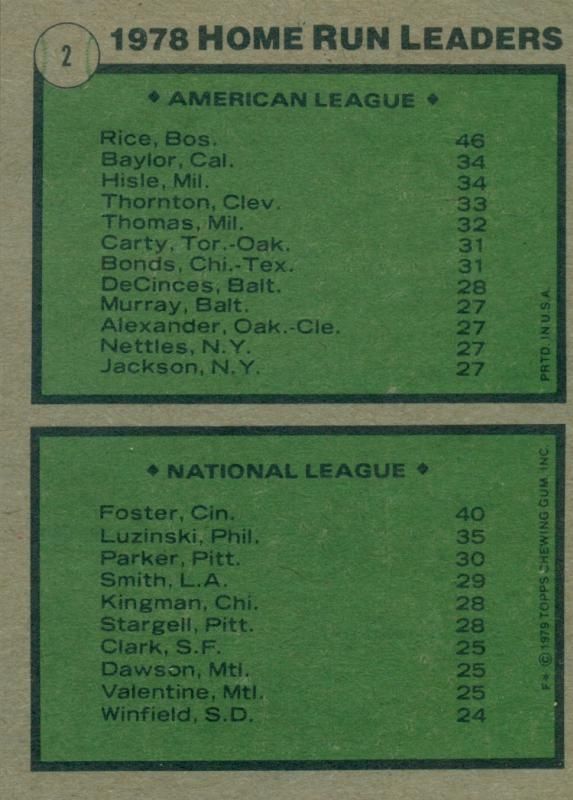 2
1978 HOME RUN LEADERS
♦ AMERICAN LEAGUE ♦
Rice, Bos. 46
Baylor, Cal. 34
Hisle, Mil. 34
Thornton, Clev. 33
Thomas, Mil. 32
Carty, Tor.-Oak. 31
Bonds, Chi.-Tex. 31
DeCinces, Balt. 28
Murray, Balt. 27
Alexander, Oak.-Cle. 27
Nettles, N.Y. 27
Jackson, N.Y. 27
PRTD. IN U.S.A.
♦ NATIONAL LEAGUE ♦
Foster, Cin. 40
Luzinski, Phil. 35
Parker, Pitt. 30
Smith, L.A. 29
Kingman, Chi. 28
Stargell, Pitt. 28
Clark, S.F. 25
Dawson, Mtl. 25
Valentine, Mtl. 25
Winfield, S.D. 24
F* © 1979 TOPPS CHEWING GUM, INC.